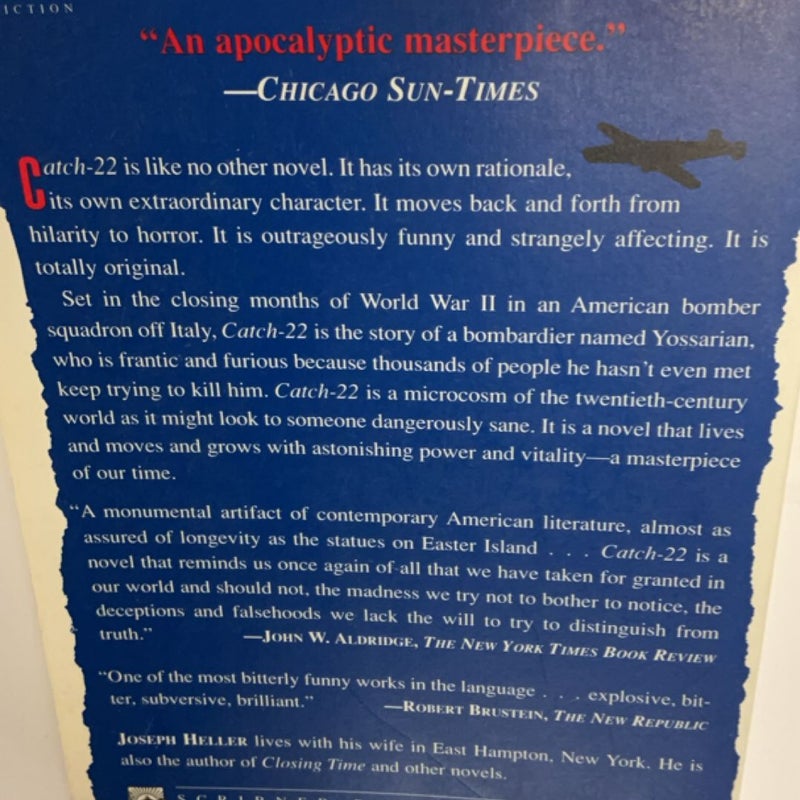 ICTION
“An apocalyptic masterpiece.”
—CHICAGO SUN-TIMES
Catch-22 is like no other novel. It has its own rationale,
its own extraordinary character. It moves back and forth from
hilarity to horror. It is outrageously funny and strangely affecting. It is
totally original.
Set in the closing months of World War II in an American bomber
squadron off Italy, Catch-22 is the story of a bombardier named Yossarian,
who is frantic and furious because thousands of people he hasn’t even met
keep trying to kill him. Catch-22 is a microcosm of the twentieth-century
world as it might look to someone dangerously sane. It is a novel that lives
and moves and grows with astonishing power and vitality—a masterpiece
of our time.
“A monumental artifact of contemporary American literature, almost as
assured of longevity as the statues on Easter Island . . . Catch-22 is a
novel that reminds us once again of all that we have taken for granted in
our world and should not, the madness we try not to bother to notice, the
deceptions and falsehoods we lack the will to try to distinguish from
truth.” —JOHN W. ALDRIDGE, THE NEW YORK TIMES BOOK REVIEW
“One of the most bitterly funny works in the language . . . explosive, bit-
ter, subversive, brilliant.” —ROBERT BRUSTEIN, THE NEW REPUBLIC
JOSEPH HELLER lives with his wife in East Hampton, New York. He is
also the author of Closing Time and other novels.